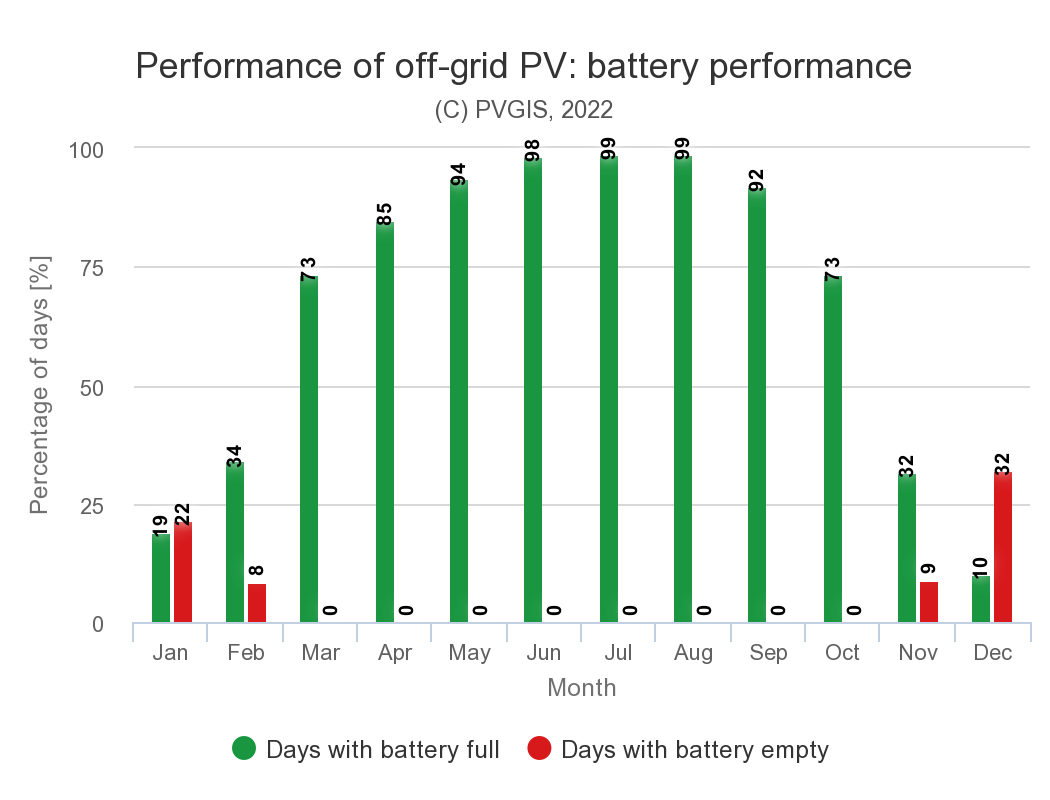 Performance of off-grid PV: battery performance
(C) PVGIS, 2022
Percentage of days [%]
100
75
50
25
0
19 22 34 8 73 0 85 0 94 0 98 0 99 0 99 0 92 0 73 0 32 9 10 32
Jan Feb Mar Apr May Jun Jul Aug Sep Oct Nov Dec
Month
Days with battery full Days with battery empty